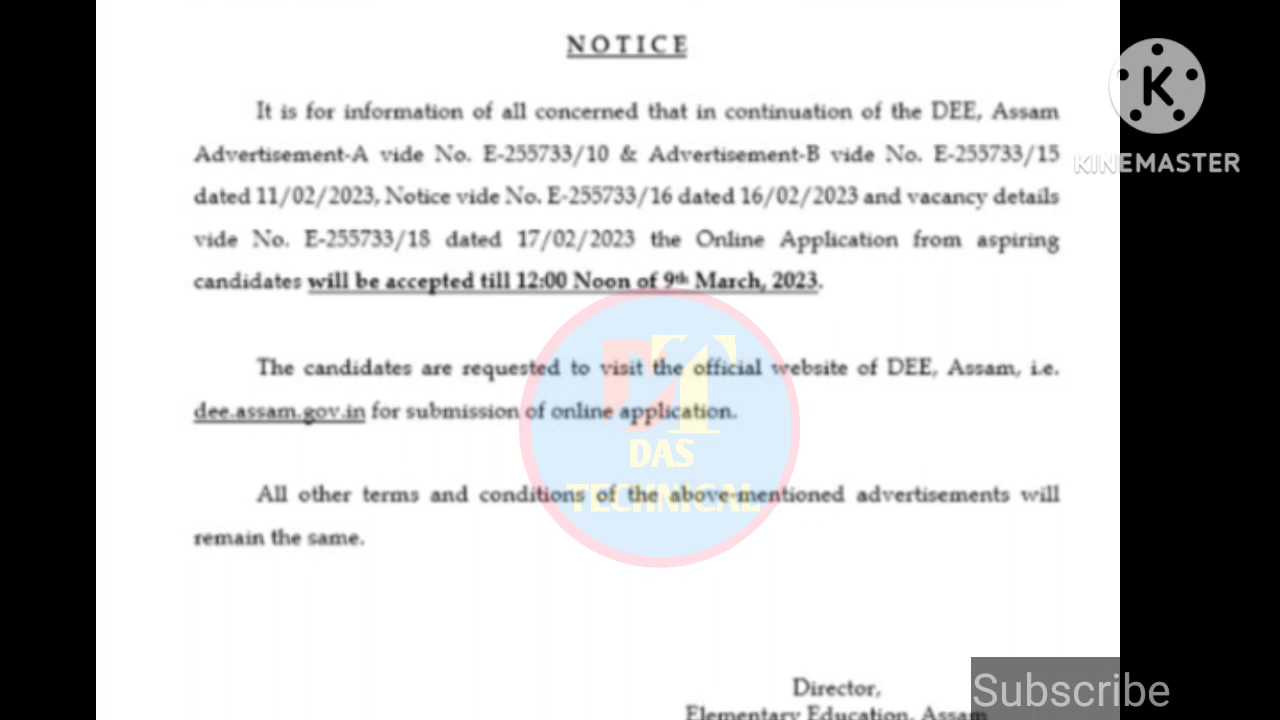 NOTICE
It is for information of all concerned that in continuation of the DEE, Assam
Advertisement-A vide No. E-255733/10 & Advertisement-B vide No. E-255733/15
dated 11/02/2023, Notice vide No. E-255733/16 dated 16/02/2023 and vacancy details
vide No. E-255733/18 dated 17/02/2023 the Online Application from aspiring
candidates will be accepted till 12:00 Noon of 9th March, 2023.
The candidates are requested to visit the official website of DEE, Assam, i.e.
dee.assam.gov.in for submission of online application.
All other terms and conditions of the above-mentioned advertisements will
remain the same.
Director,
Elementary Education, Assam
K
KINEMASTER
DT
DAS
TECHNICAL
Subscribe